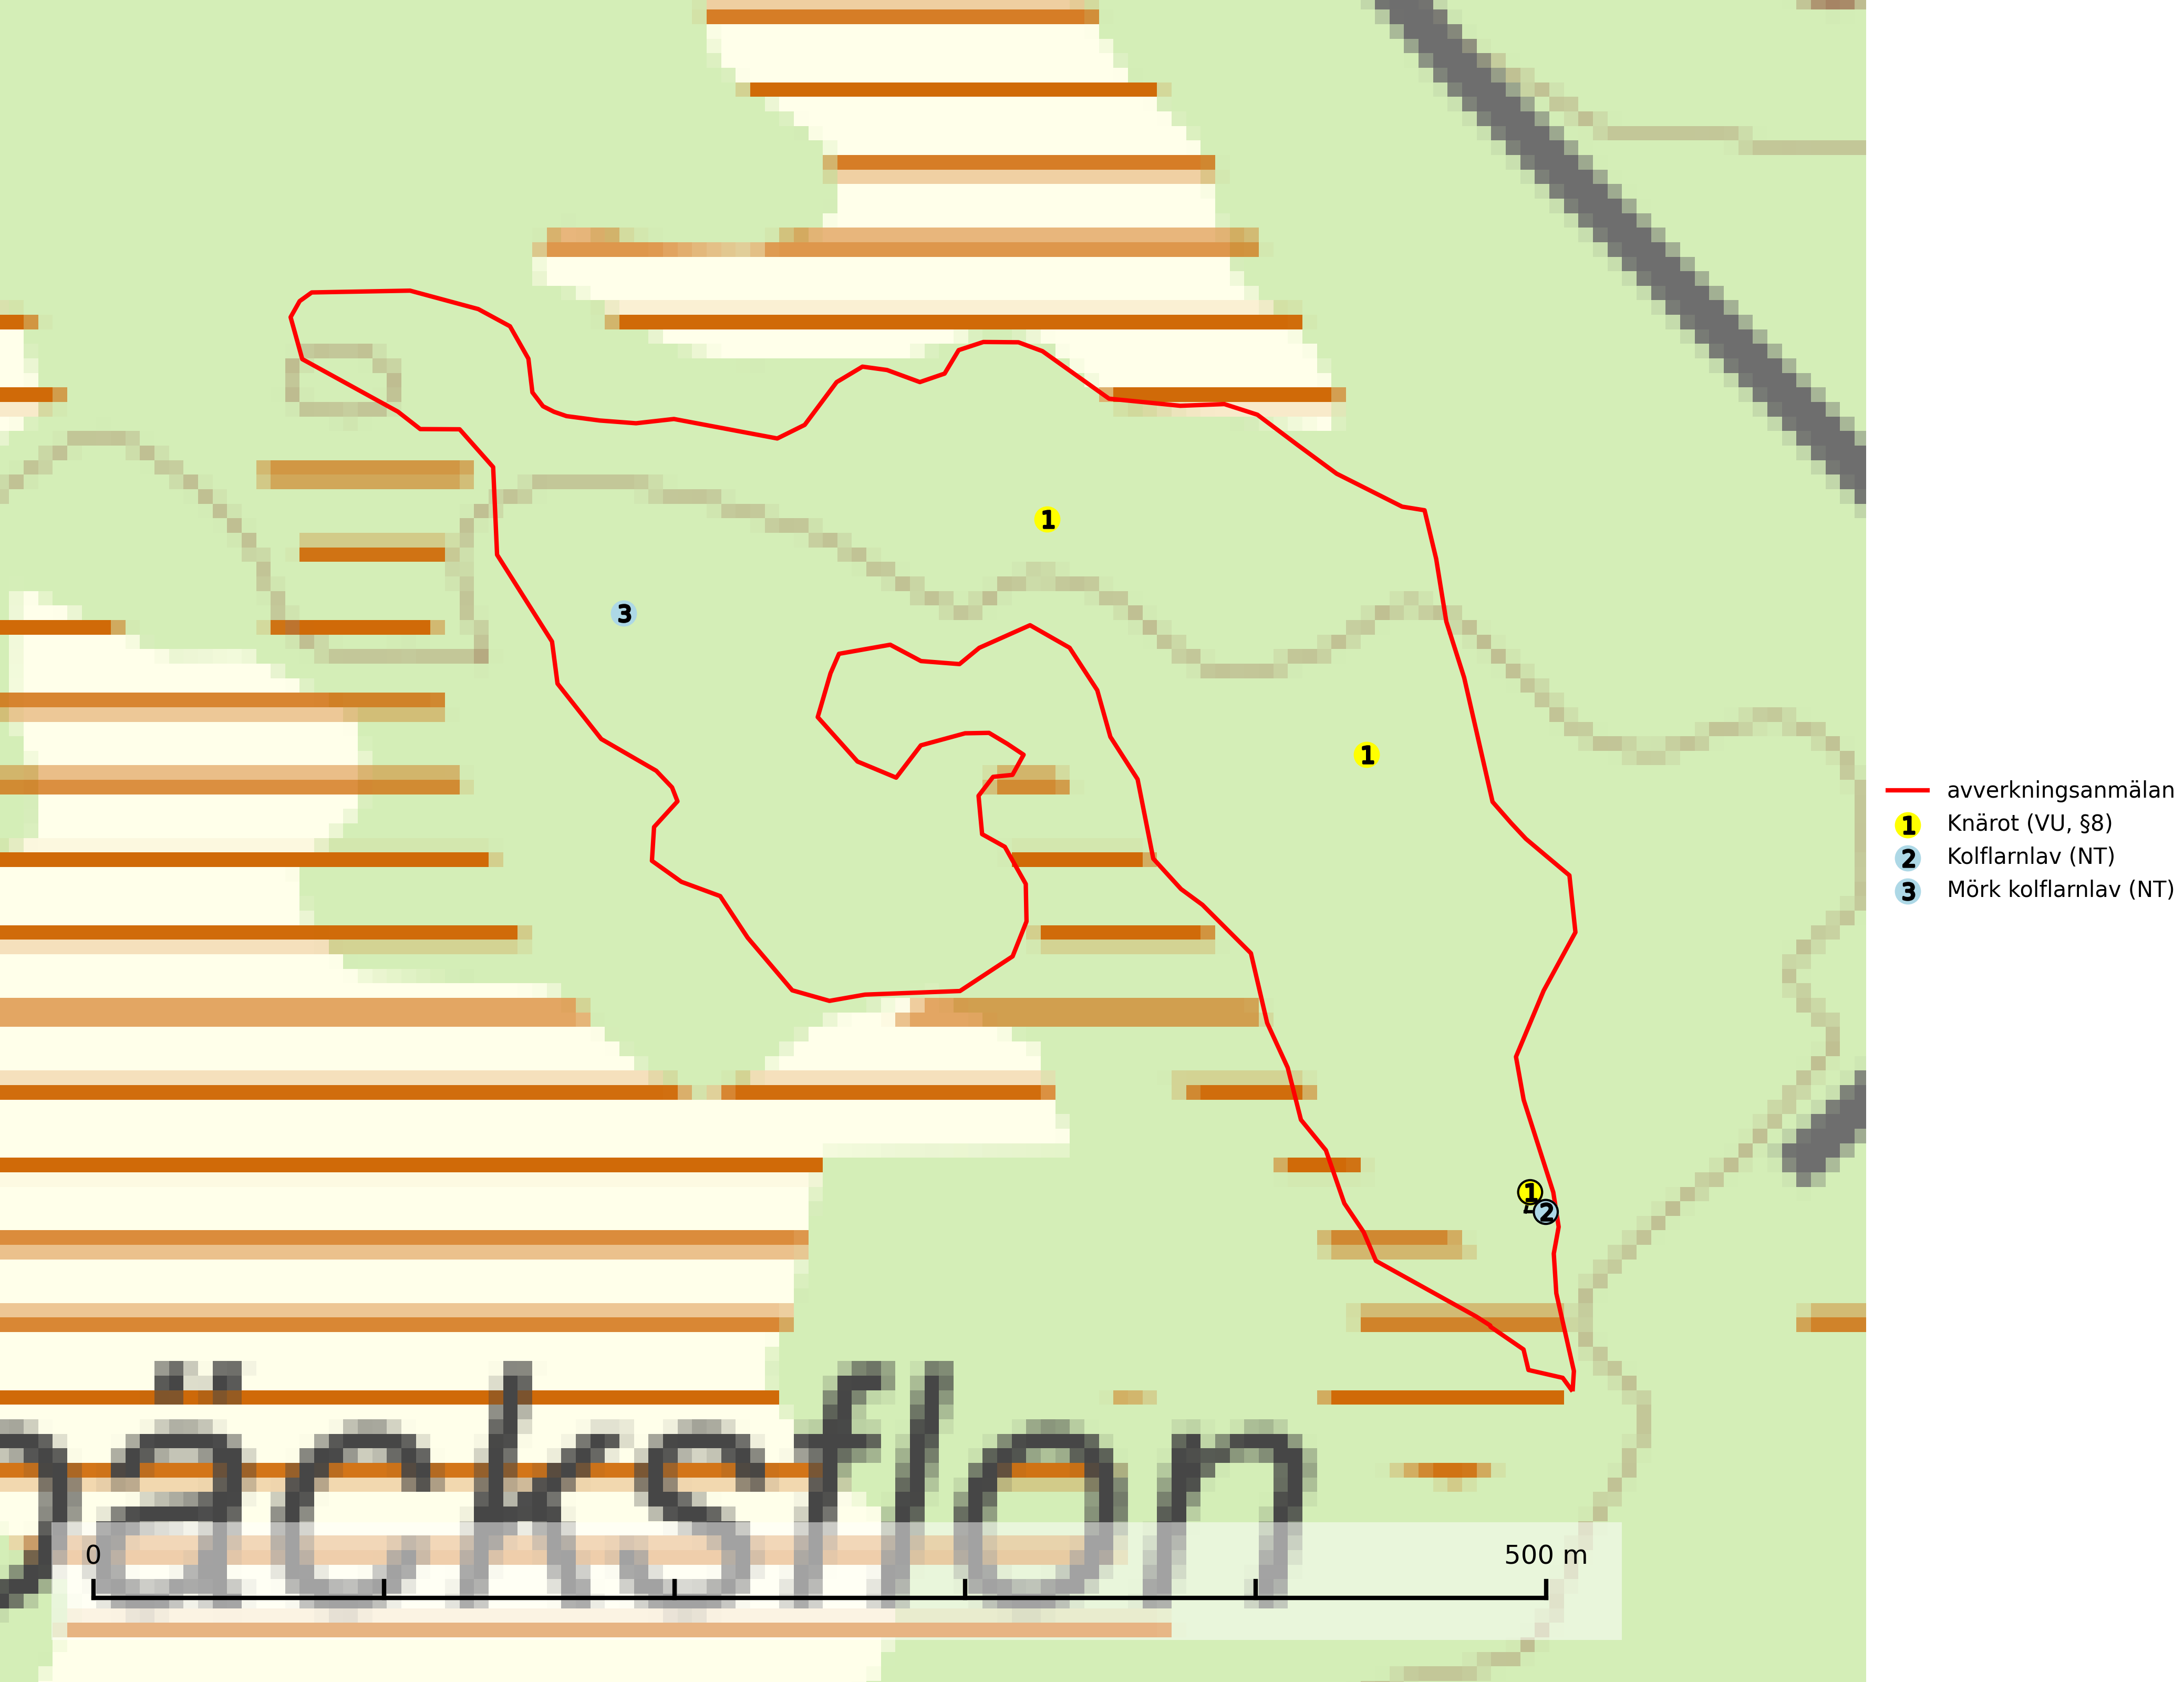 1
3
1
1
2
avverkningsanmälan
1 Knärot (VU, §8)
2 Kolflarnlav (NT)
3 Mörk kolflarnlav (NT)
äcksflon
0 500 m